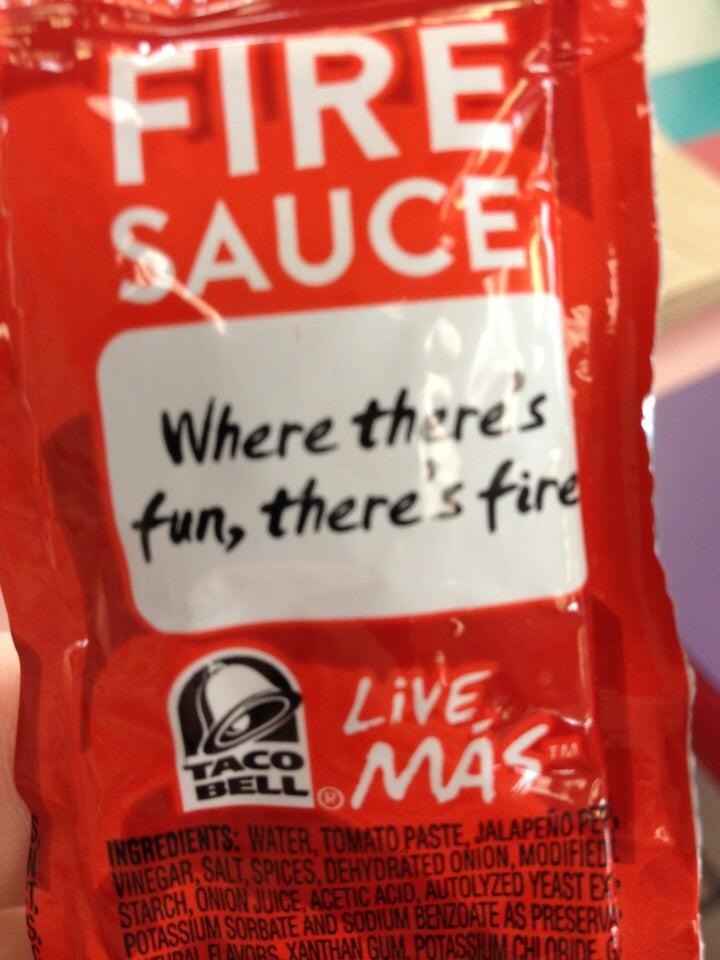 FIRE
SAUCE
Where there's
fun, there's fire
TACO
BELL®
LiVE
MÁS™
INGREDIENTS: WATER, TOMATO PASTE, JALAPEÑO
VINEGAR, SALT, SPICES, DEHYDRATED ONION, MODIFIED
STARCH, ONION JUICE, ACETIC ACID, AUTOLYZED YEAST
POTASSIUM SORBATE AND SODIUM BENZOATE AS
FLAVORS, XANTHAN GUM, POTASSIUM CHLORIDE,